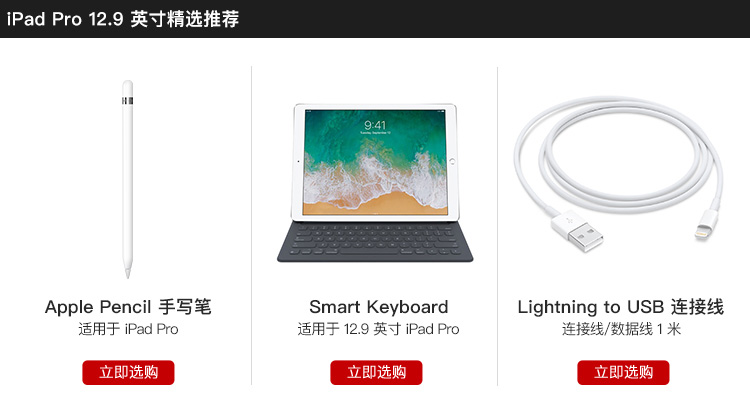 iPad Pro 12.9 英寸精选推荐
9:41
Apple Pencil 手写笔
适用于 iPad Pro
立即选购
Smart Keyboard
适用于 12.9 英寸 iPad Pro
立即选购
Lightning to USB 连接线
连接线/数据线 1 米
立即选购